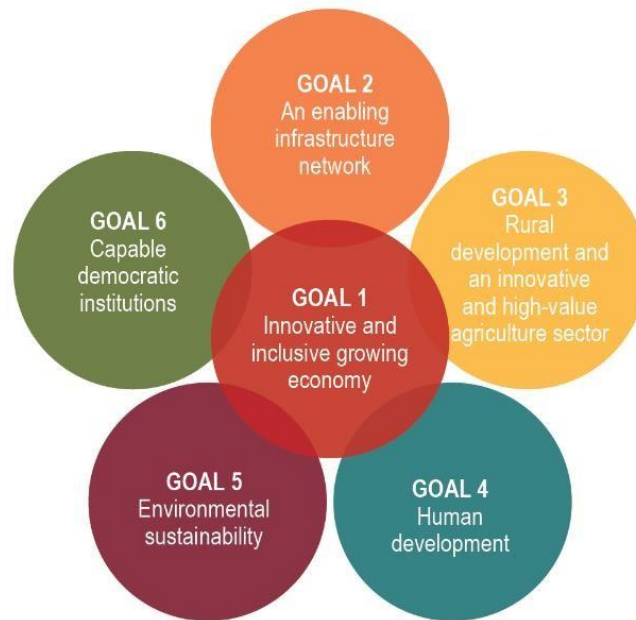 GOAL 2
An enabling
infrastructure
network
GOAL 6
Capable
democratic
institutions
GOAL 3
Rural
development and
an innovative
and high-value
agriculture sector
GOAL 1
Innovative and
inclusive growing
economy
GOAL 5
Environmental
sustainability
GOAL 4
Human
development